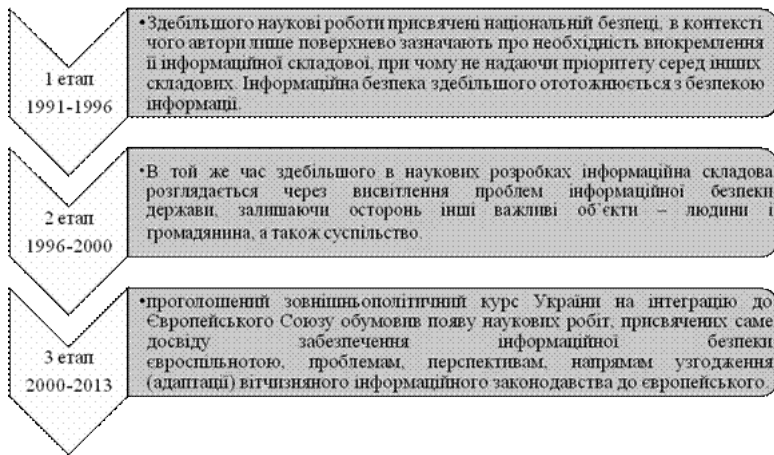 1 етап
1991-1996
•Здебільшого наукові роботи присвячені національній безпеці, в контексті
чого автори лише поверхнево зазначають про необхідність виокремлення
її інформаційної складової, при чому не надаючи пріоритету серед інших
складових. Інформаційна безпека здебільшого ототожнюється з безпекою
інформації.
2 етап
1996-2000
•В той же час здебільшого в наукових розробках інформаційна складова
розглядається через висвітлення проблем інформаційної безпеки
держави, залишаючи осторонь інші важливі об`єкти – людини і
громадянина, а також суспільство.
3 етап
2000-2013
•проголошений зовнішньополітичний курс України на інтеграцію до
Європейського Союзу обумовив появу наукових робіт, присвячених саме
досвіду забезпечення інформаційної безпеки
євроспільнотою, проблемам, перспективам, напрямам узгодження
(адаптації) вітчизняного інформаційного законодавства до європейського.